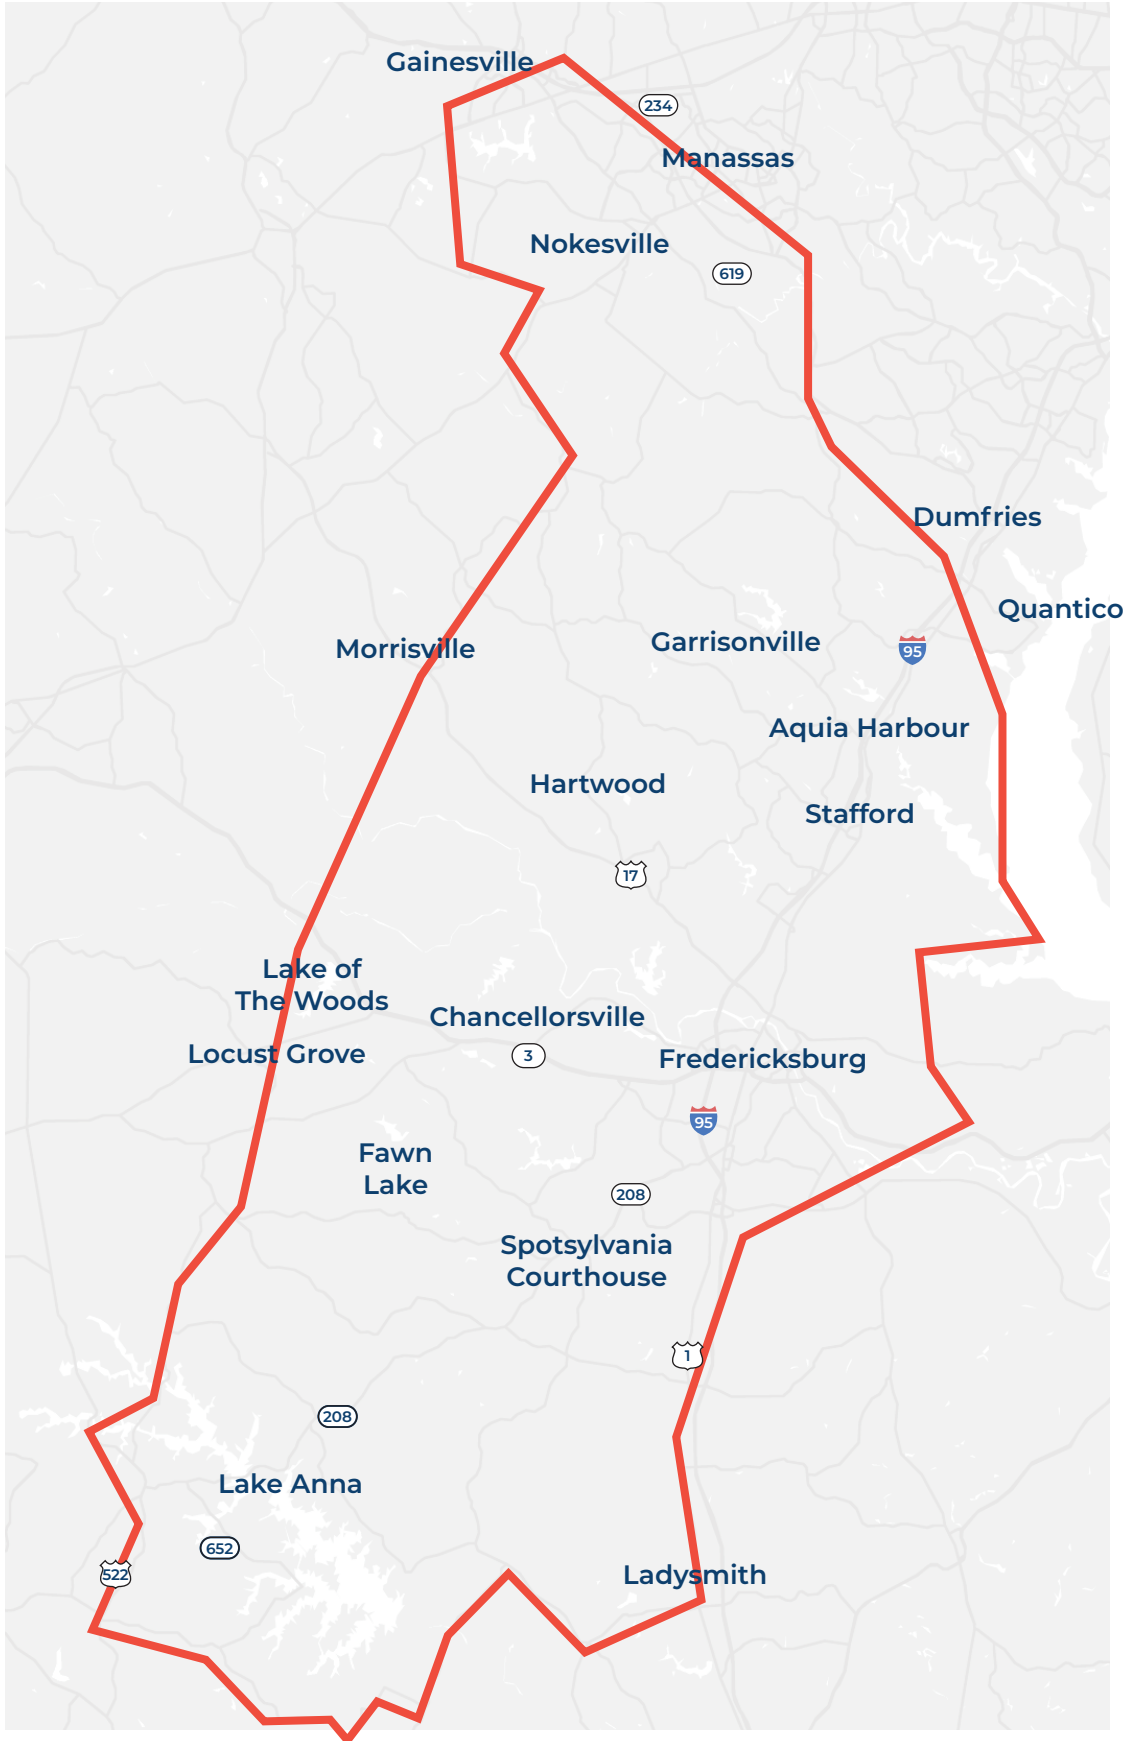 Gainesville
234
Manassas
Nokesville
619
Dumfries
Quantico
Garrisonville
Morrisville
95
Aquia Harbour
Hartwood
Stafford
17
Lake of
The Woods
Chancellorsville
Locust Grove
3
Fredericksburg
95
Fawn
Lake
208
Spotsylvania
Courthouse
1
208
Lake Anna
652
522
Ladysmith